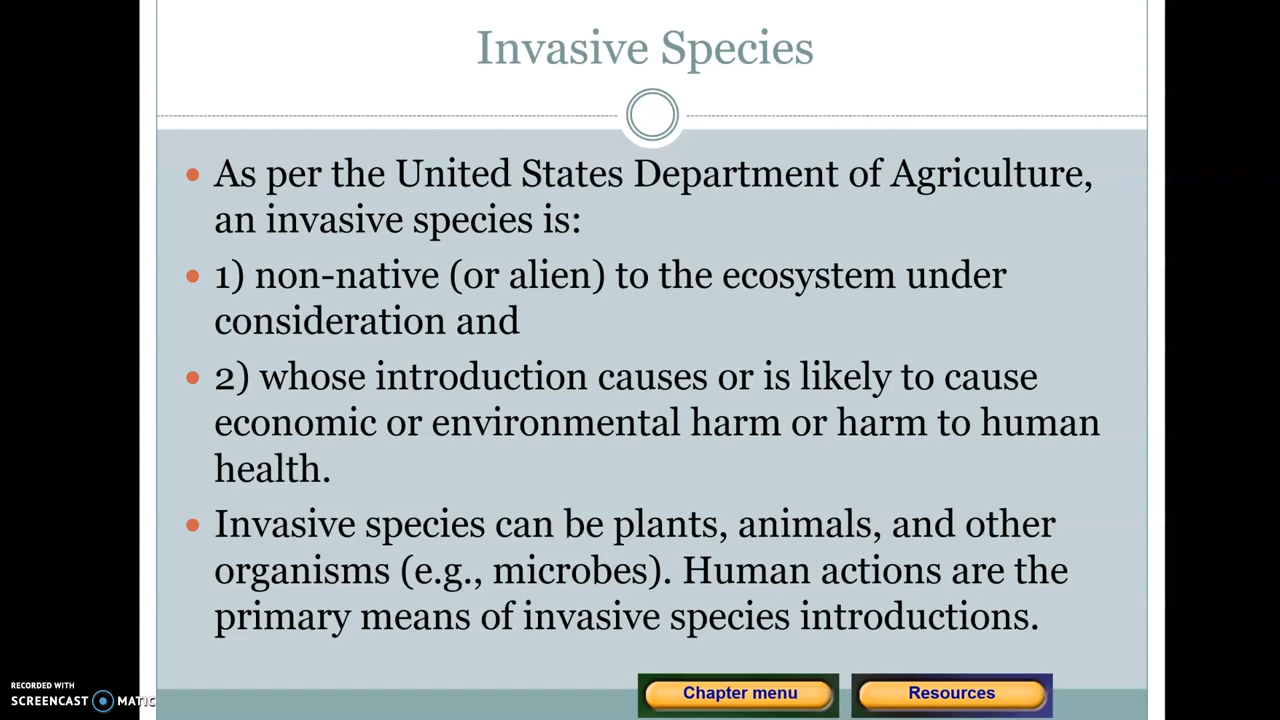 Invasive Species
As per the United States Department of Agriculture,
an invasive species is:
1) non-native (or alien) to the ecosystem under
consideration and
2) whose introduction causes or is likely to cause
economic or environmental harm or harm to human
health.
Invasive species can be plants, animals, and other
organisms (e.g., microbes). Human actions are the
primary means of invasive species introductions.
Chapter menu
Resources
RECORDED WITH
SCREENCAST MATIC